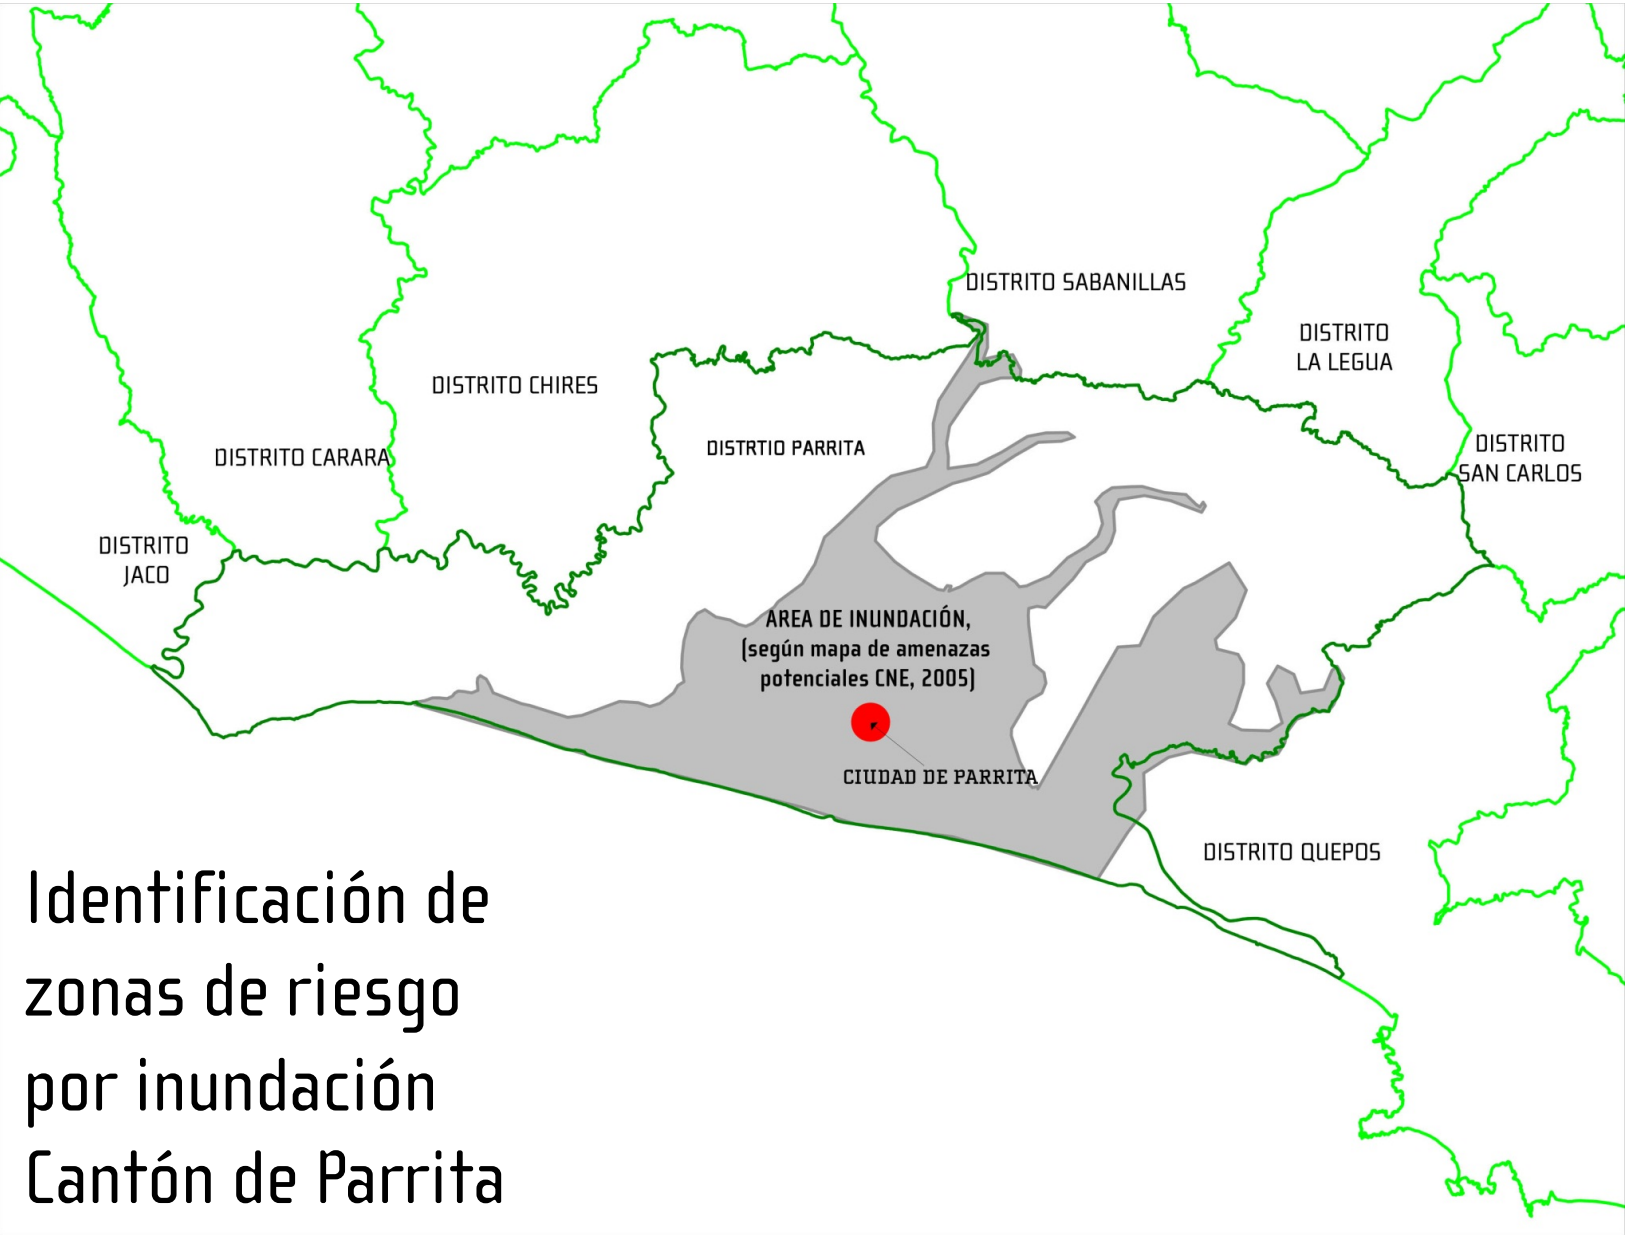 DISTRITO SABANILLAS
DISTRITO
LA LEGUA
DISTRITO CHIRES
DISTRTIO PARRITA
DISTRITO CARARA
DISTRITO
SAN CARLOS
DISTRITO
JACO
AREA DE INUNDACIÓN,
(según mapa de amenazas
potenciales CNE, 2005)
CIUDAD DE PARRITA
DISTRITO QUEPOS
Identificación de
zonas de riesgo
por inundación
Cantón de Parrita